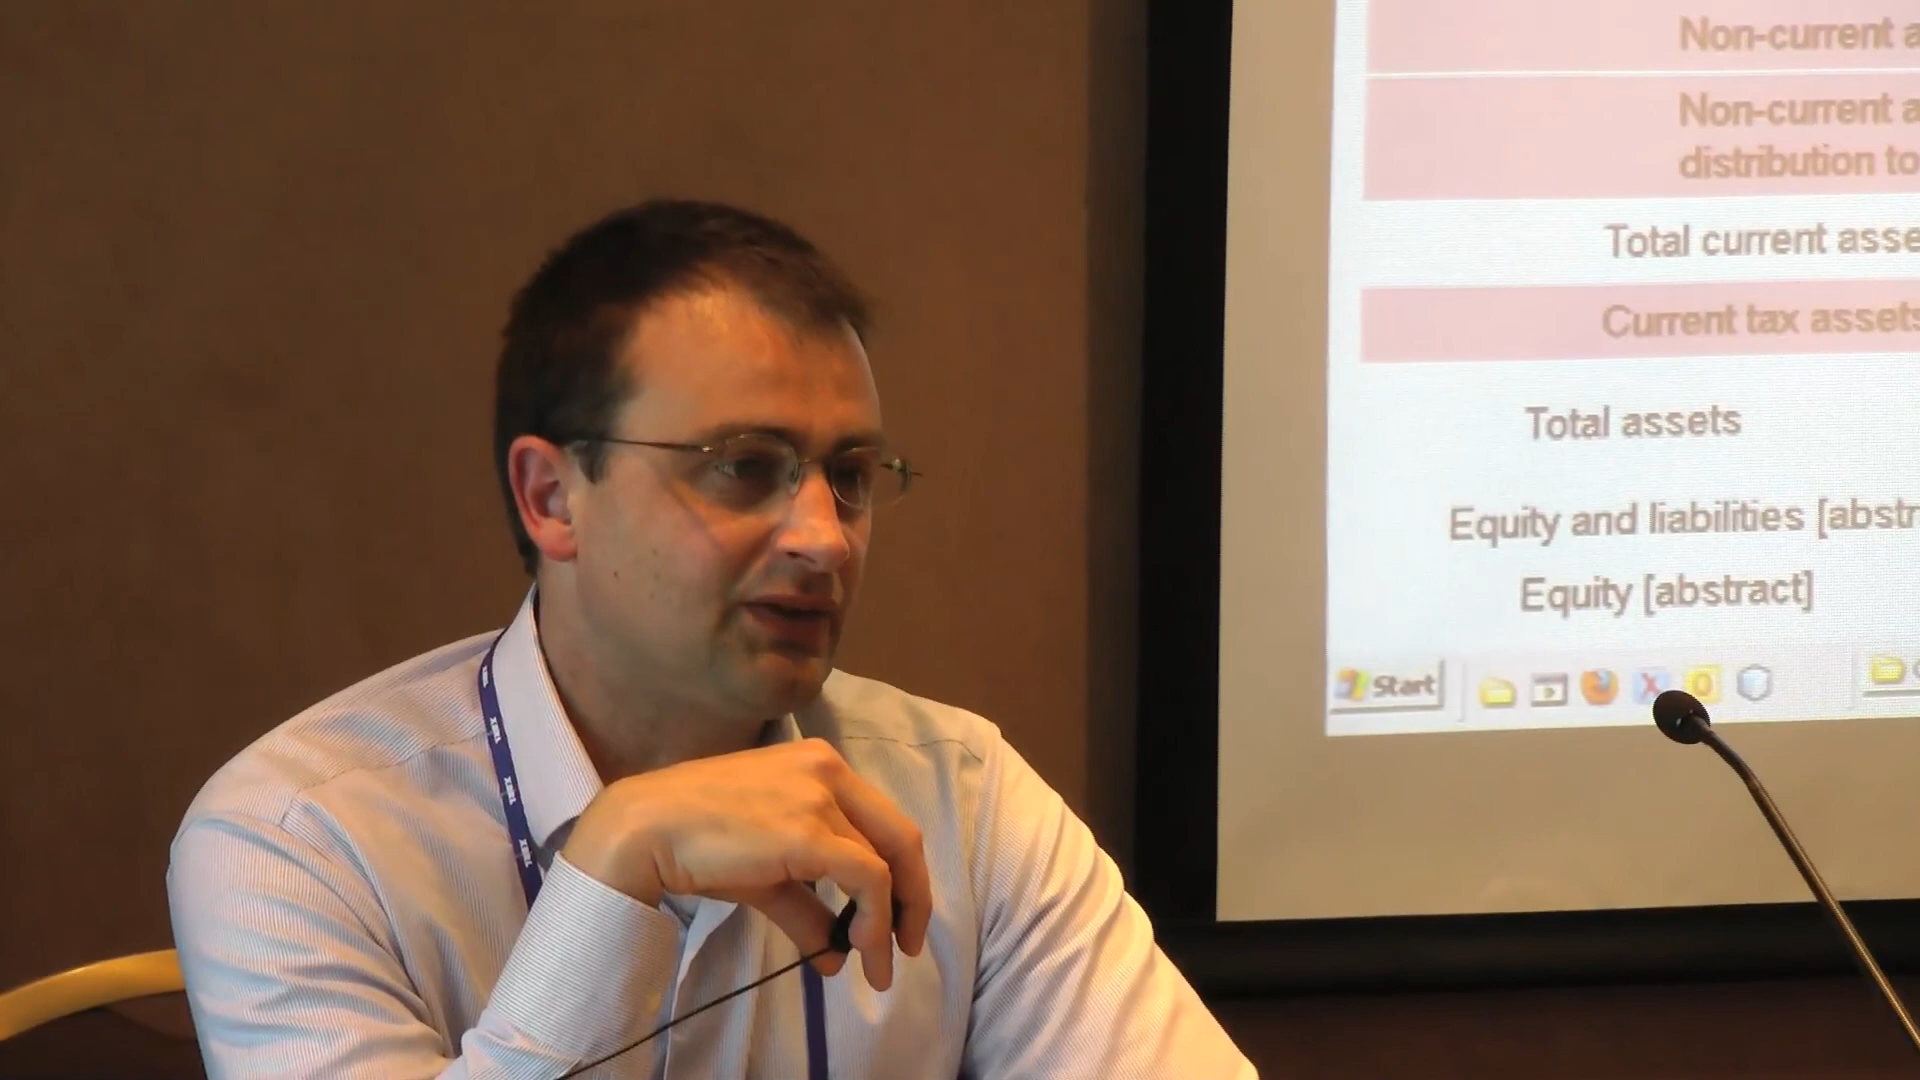 Non-current a
Non-current a
distribution to
Total current asse
Current tax assets
Total assets
Equity and liabilities [abstr
Equity [abstract]
Start